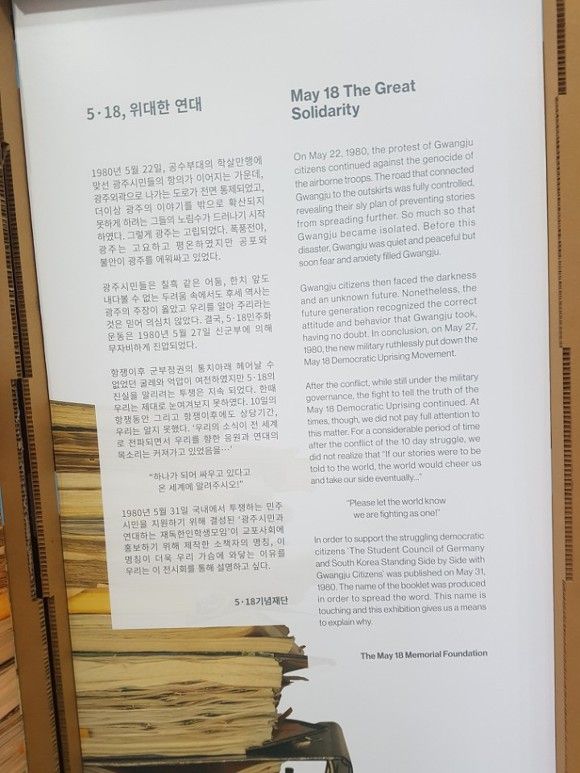 5·18, 위대한 연대
1980년 5월 22일, 공수부대의 학살만행에
맞선 광주시민들의 항의가 이어지는 가운데,
광주외곽으로 나가는 도로가 전면 통제되었고,
더이상 광주의 이야기를 밖으로 확산되지
못하게 하려는 그들의 노림수가 드러나기 시작
하였다. 그렇게 광주는 고립되었다. 폭풍전야,
광주는 고요하고 평온하였지만 공포와
불안이 광주를 에워싸고 있었다.
광주시민들은 칠흑 같은 어둠, 한치 앞도
내다볼 수 없는 두려움 속에서도 후세 역사는
광주의 주장이 옳았고 우리를 알아 주리라는
것은 믿어 의심치 않았다. 결국, 5·18민주화
운동은 1980년 5월 27일 신군부에 의해
무자비하게 진압되었다.
항쟁이후 군부정권의 통치아래 헤어날 수
없었던 굴레와 억압이 여전하였지만 5·18의
진실을 알리려는 투쟁은 지속 되었다. 한때
우리는 제대로 눈여겨보지 못하였다. 10일의
항쟁동안 그리고 항쟁이후에도 상당기간,
우리는 알지 못했다. ‘우리의 소식이 전 세계
로 전파되면서 우리를 향한 응원과 연대의
목소리는 커져가고 있었음을…’
“하나가 되어 싸우고 있다고
온 세계에 알려주시오!”
1980년 5월 31일 국내에서 투쟁하는 민주
시민을 지원하기 위해 결성된 ‘광주시민과
연대하는 재독한인학생모임’이 교포사회에
홍보하기 위해 제작한 소책자의 명칭, 이
명칭이 더욱 우리 가슴에 와닿는 이유를
우리는 이 전시회를 통해 설명하고 싶다.
5·18기념재단
May 18 The Great
Solidarity
On May 22, 1980, the protest of Gwangju
citizens continued against the genocide of
the airborne troops. The road that connected
Gwangju to the outskirts was fully controlled,
revealing their sly plan of preventing stories
from spreading further. So much so that
Gwangju became isolated. Before this
disaster, Gwangju was quiet and peaceful but
soon fear and anxiety filled Gwangju.
Gwangju citizens then faced the darkness
and an unknown future. Nonetheless, the
future generation recognized the correct
attitude and behavior that Gwangju took,
having no doubt. In conclusion, on May 27,
1980, the new military ruthlessly put down the
May 18 Democratic Uprising Movement.
After the conflict, while still under the military
governance, the fight to tell the truth of the
May 18 Democratic Uprising continued. At
times, though, we did not pay full attention to
this matter. For a considerable period of time
after the conflict of the 10 day struggle, we
did not realize that "If our stories were to be
told to the world, the world would cheer us
and take our side eventually..."
"Please let the world know
we are fighting as one!"
In order to support the struggling democratic
citizens 'The Student Council of Germany
and South Korea Standing Side by Side with
Gwangju Citizens' was published on May 31,
1980. The name of the booklet was produced
in order to spread the word. This name is
touching and this exhibition gives us a means
to explain why.
The May 18 Memorial Foundation